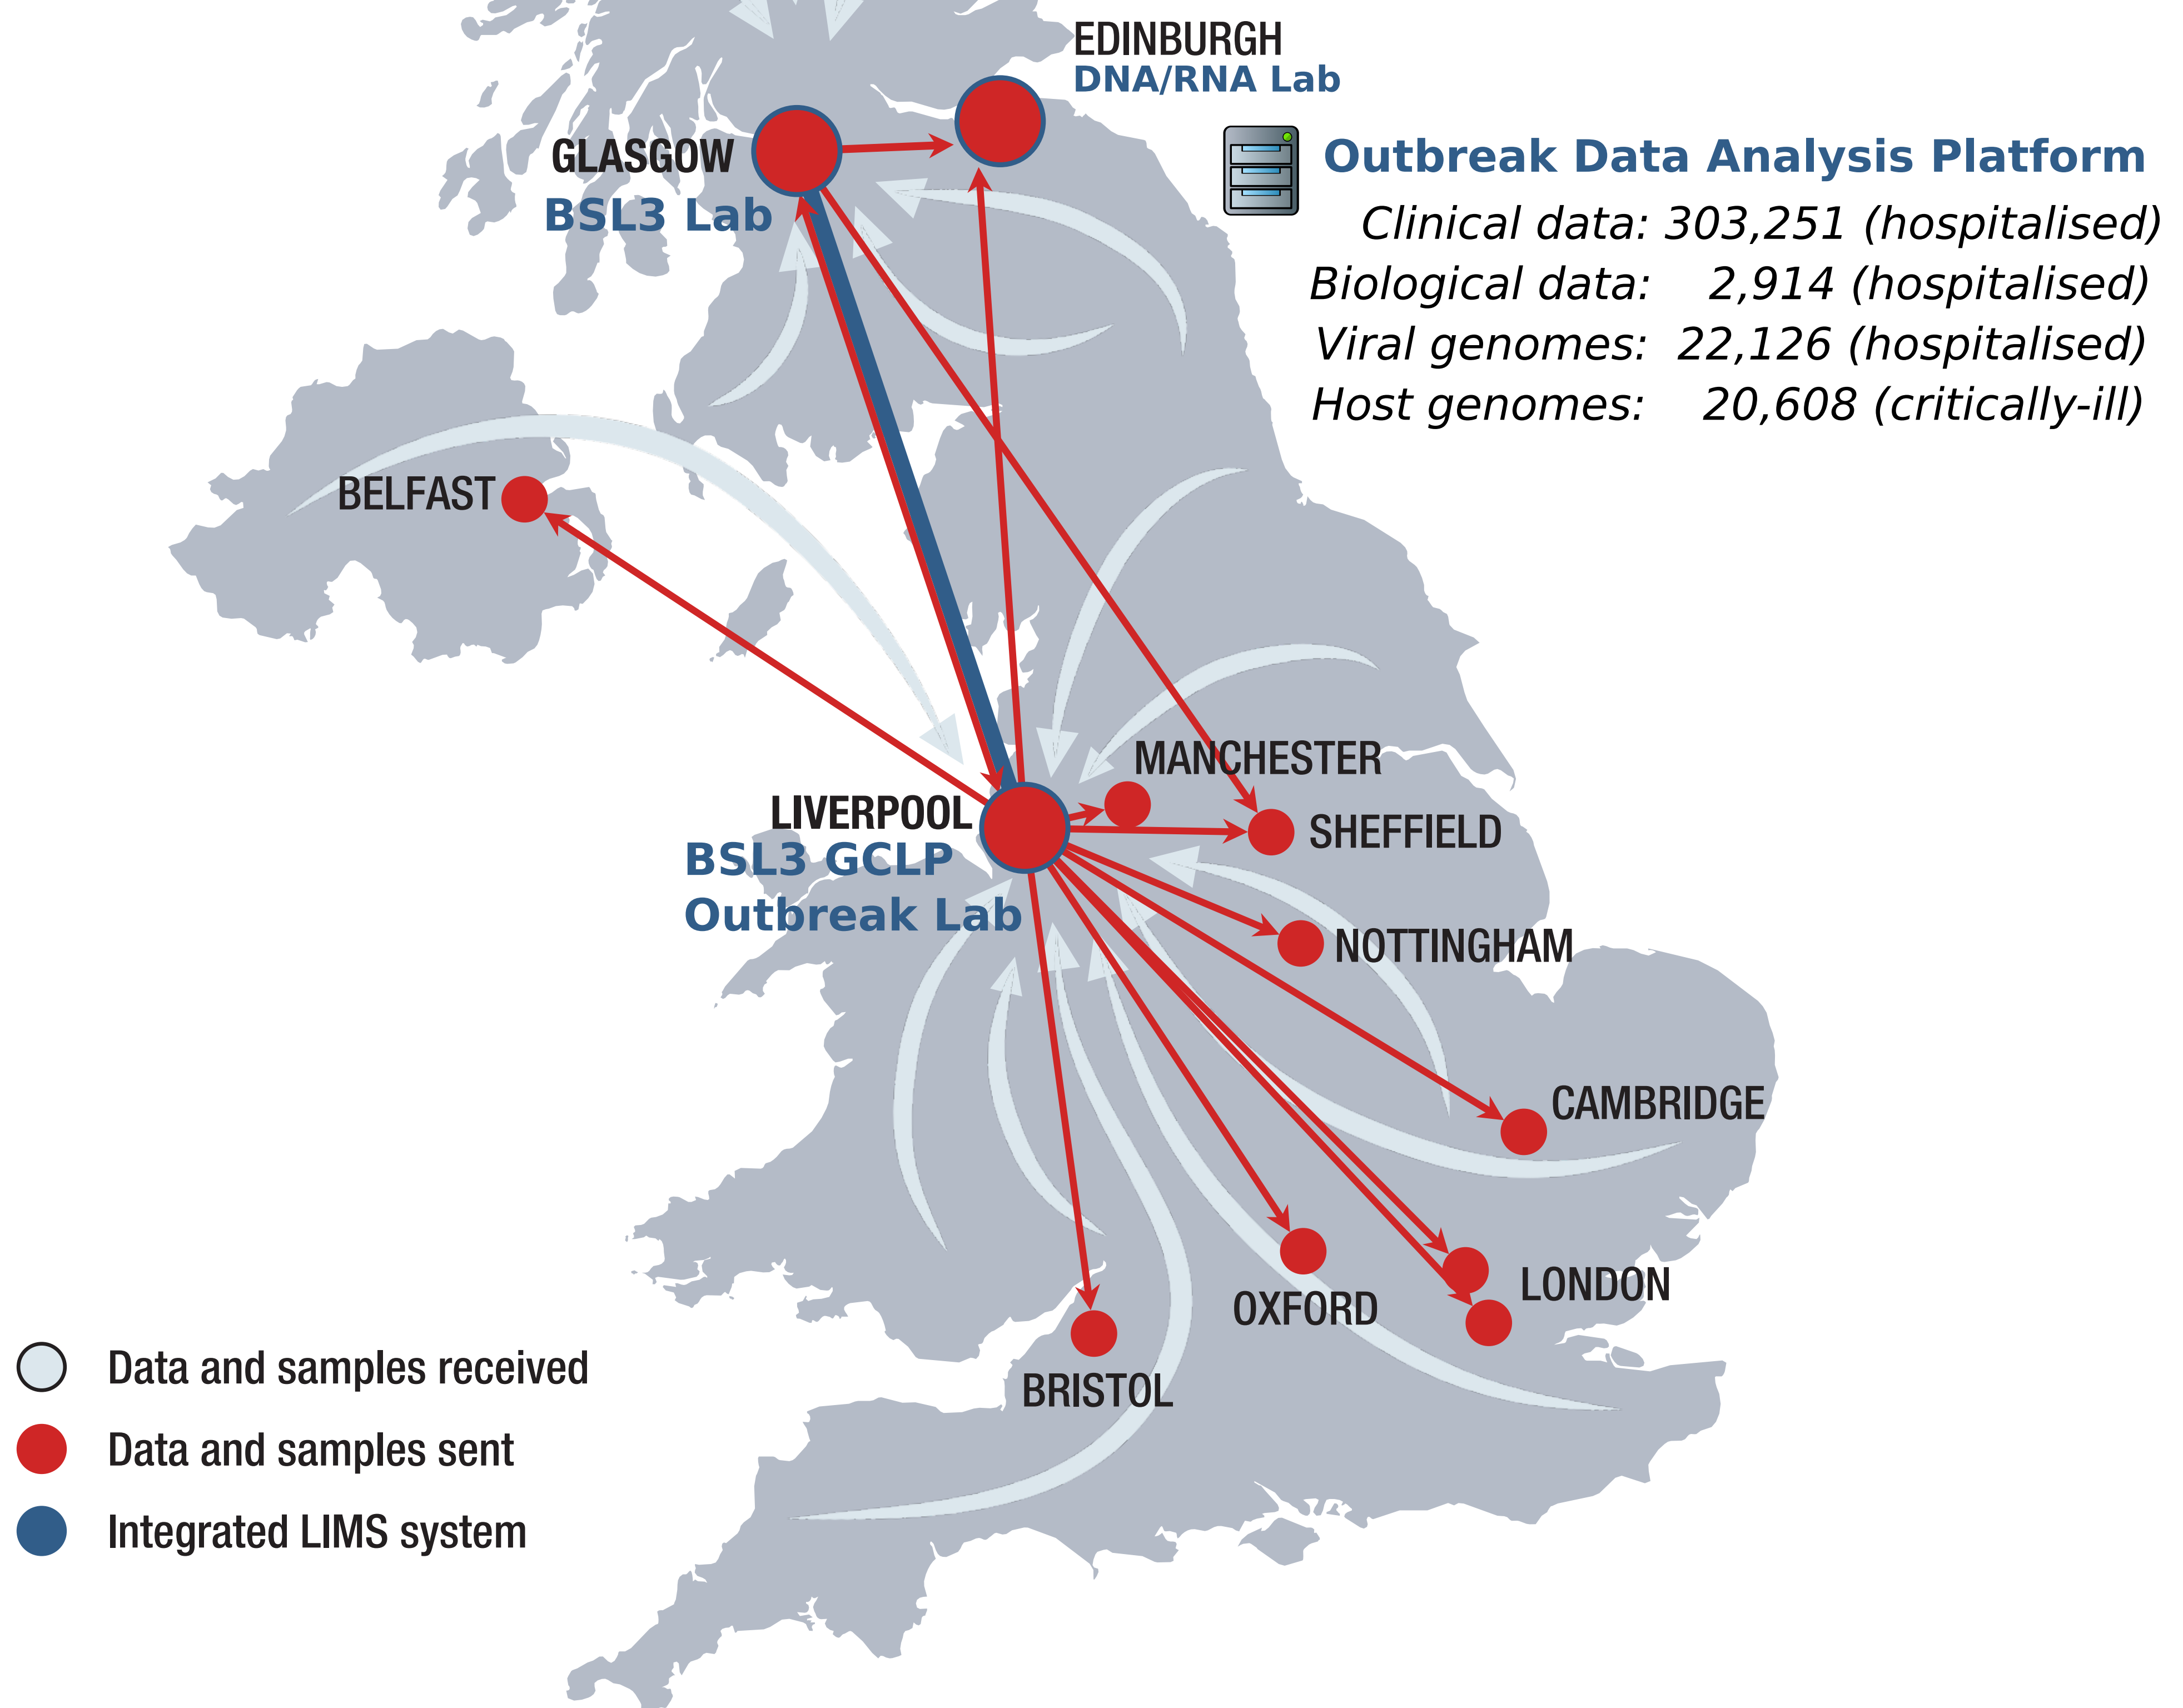 EDINBURGH
DNA/RNA Lab
GLASGOW
BSL3 Lab
Outbreak Data Analysis Platform
Clinical data: 303,251 (hospitalised)
Biological data: 2,914 (hospitalised)
Viral genomes: 22,126 (hospitalised)
Host genomes: 20,608 (critically-ill)
BELFAST
MANCHESTER
LIVERPOOL
BSL3 GCLP
Outbreak Lab
SHEFFIELD
NOTTINGHAM
CAMBRIDGE
LONDON
OXFORD
BRISTOL
Data and samples received
Data and samples sent
Integrated LIMS system